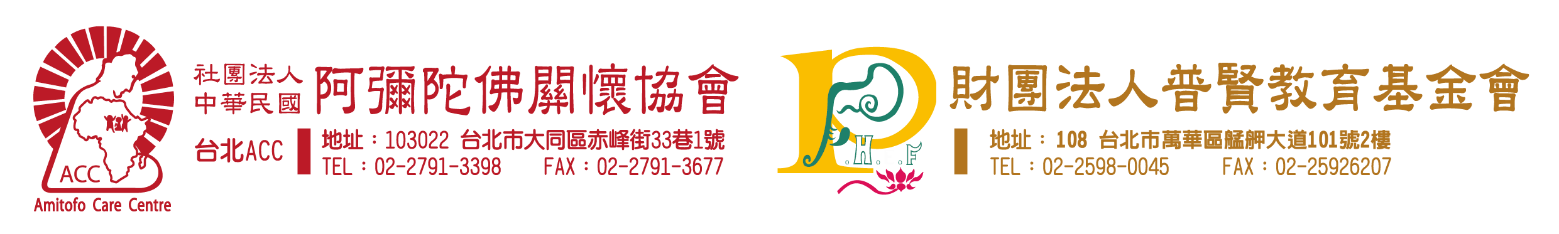 社團法人
中華民國
阿彌陀佛關懷協會
台北ACC
地址：103022 台北市大同區赤峰街33巷1號
TEL：02-2791-3398 FAX：02-2791-3677
ACC
Amitofo Care Centre
P.H.F
財團法人普賢教育基金會
地址：108 台北市萬華區艋舺大道101號2樓
TEL：02-2598-0045 FAX：02-25926207